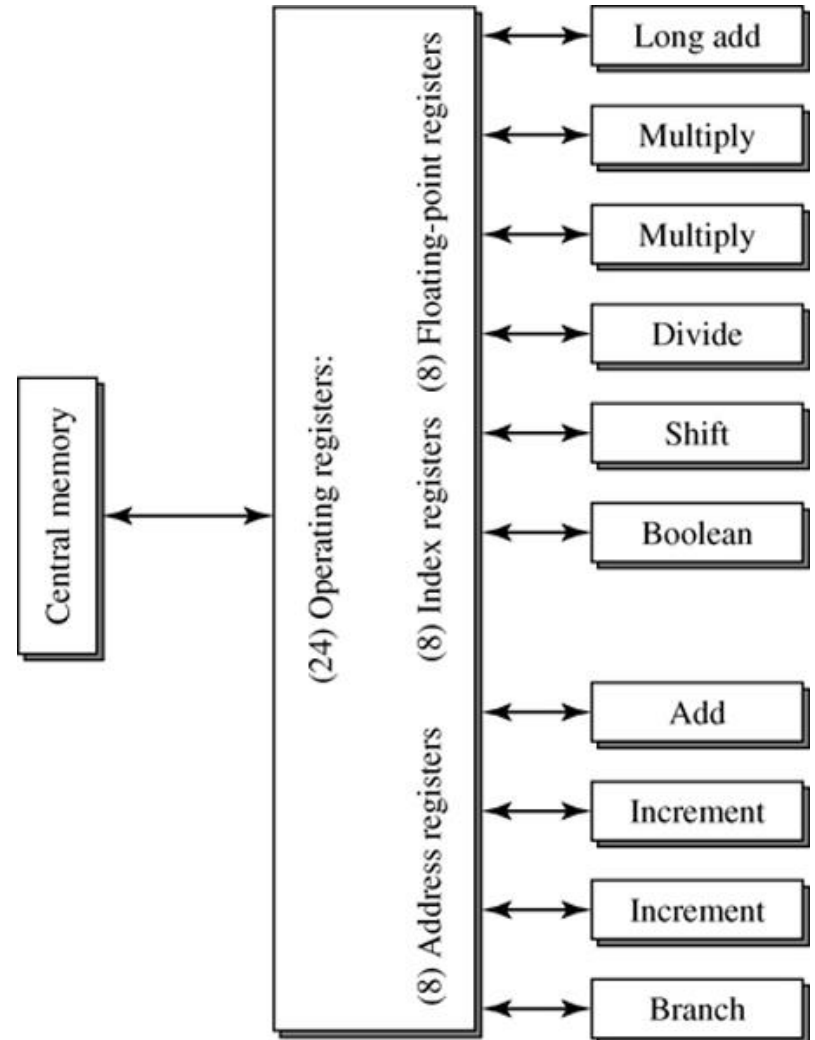 Central memory
(24) Operating registers:
(8) Floating-point registers
(8) Index registers
(8) Address registers
Long add
Multiply
Multiply
Divide
Shift
Boolean
Add
Increment
Increment
Branch